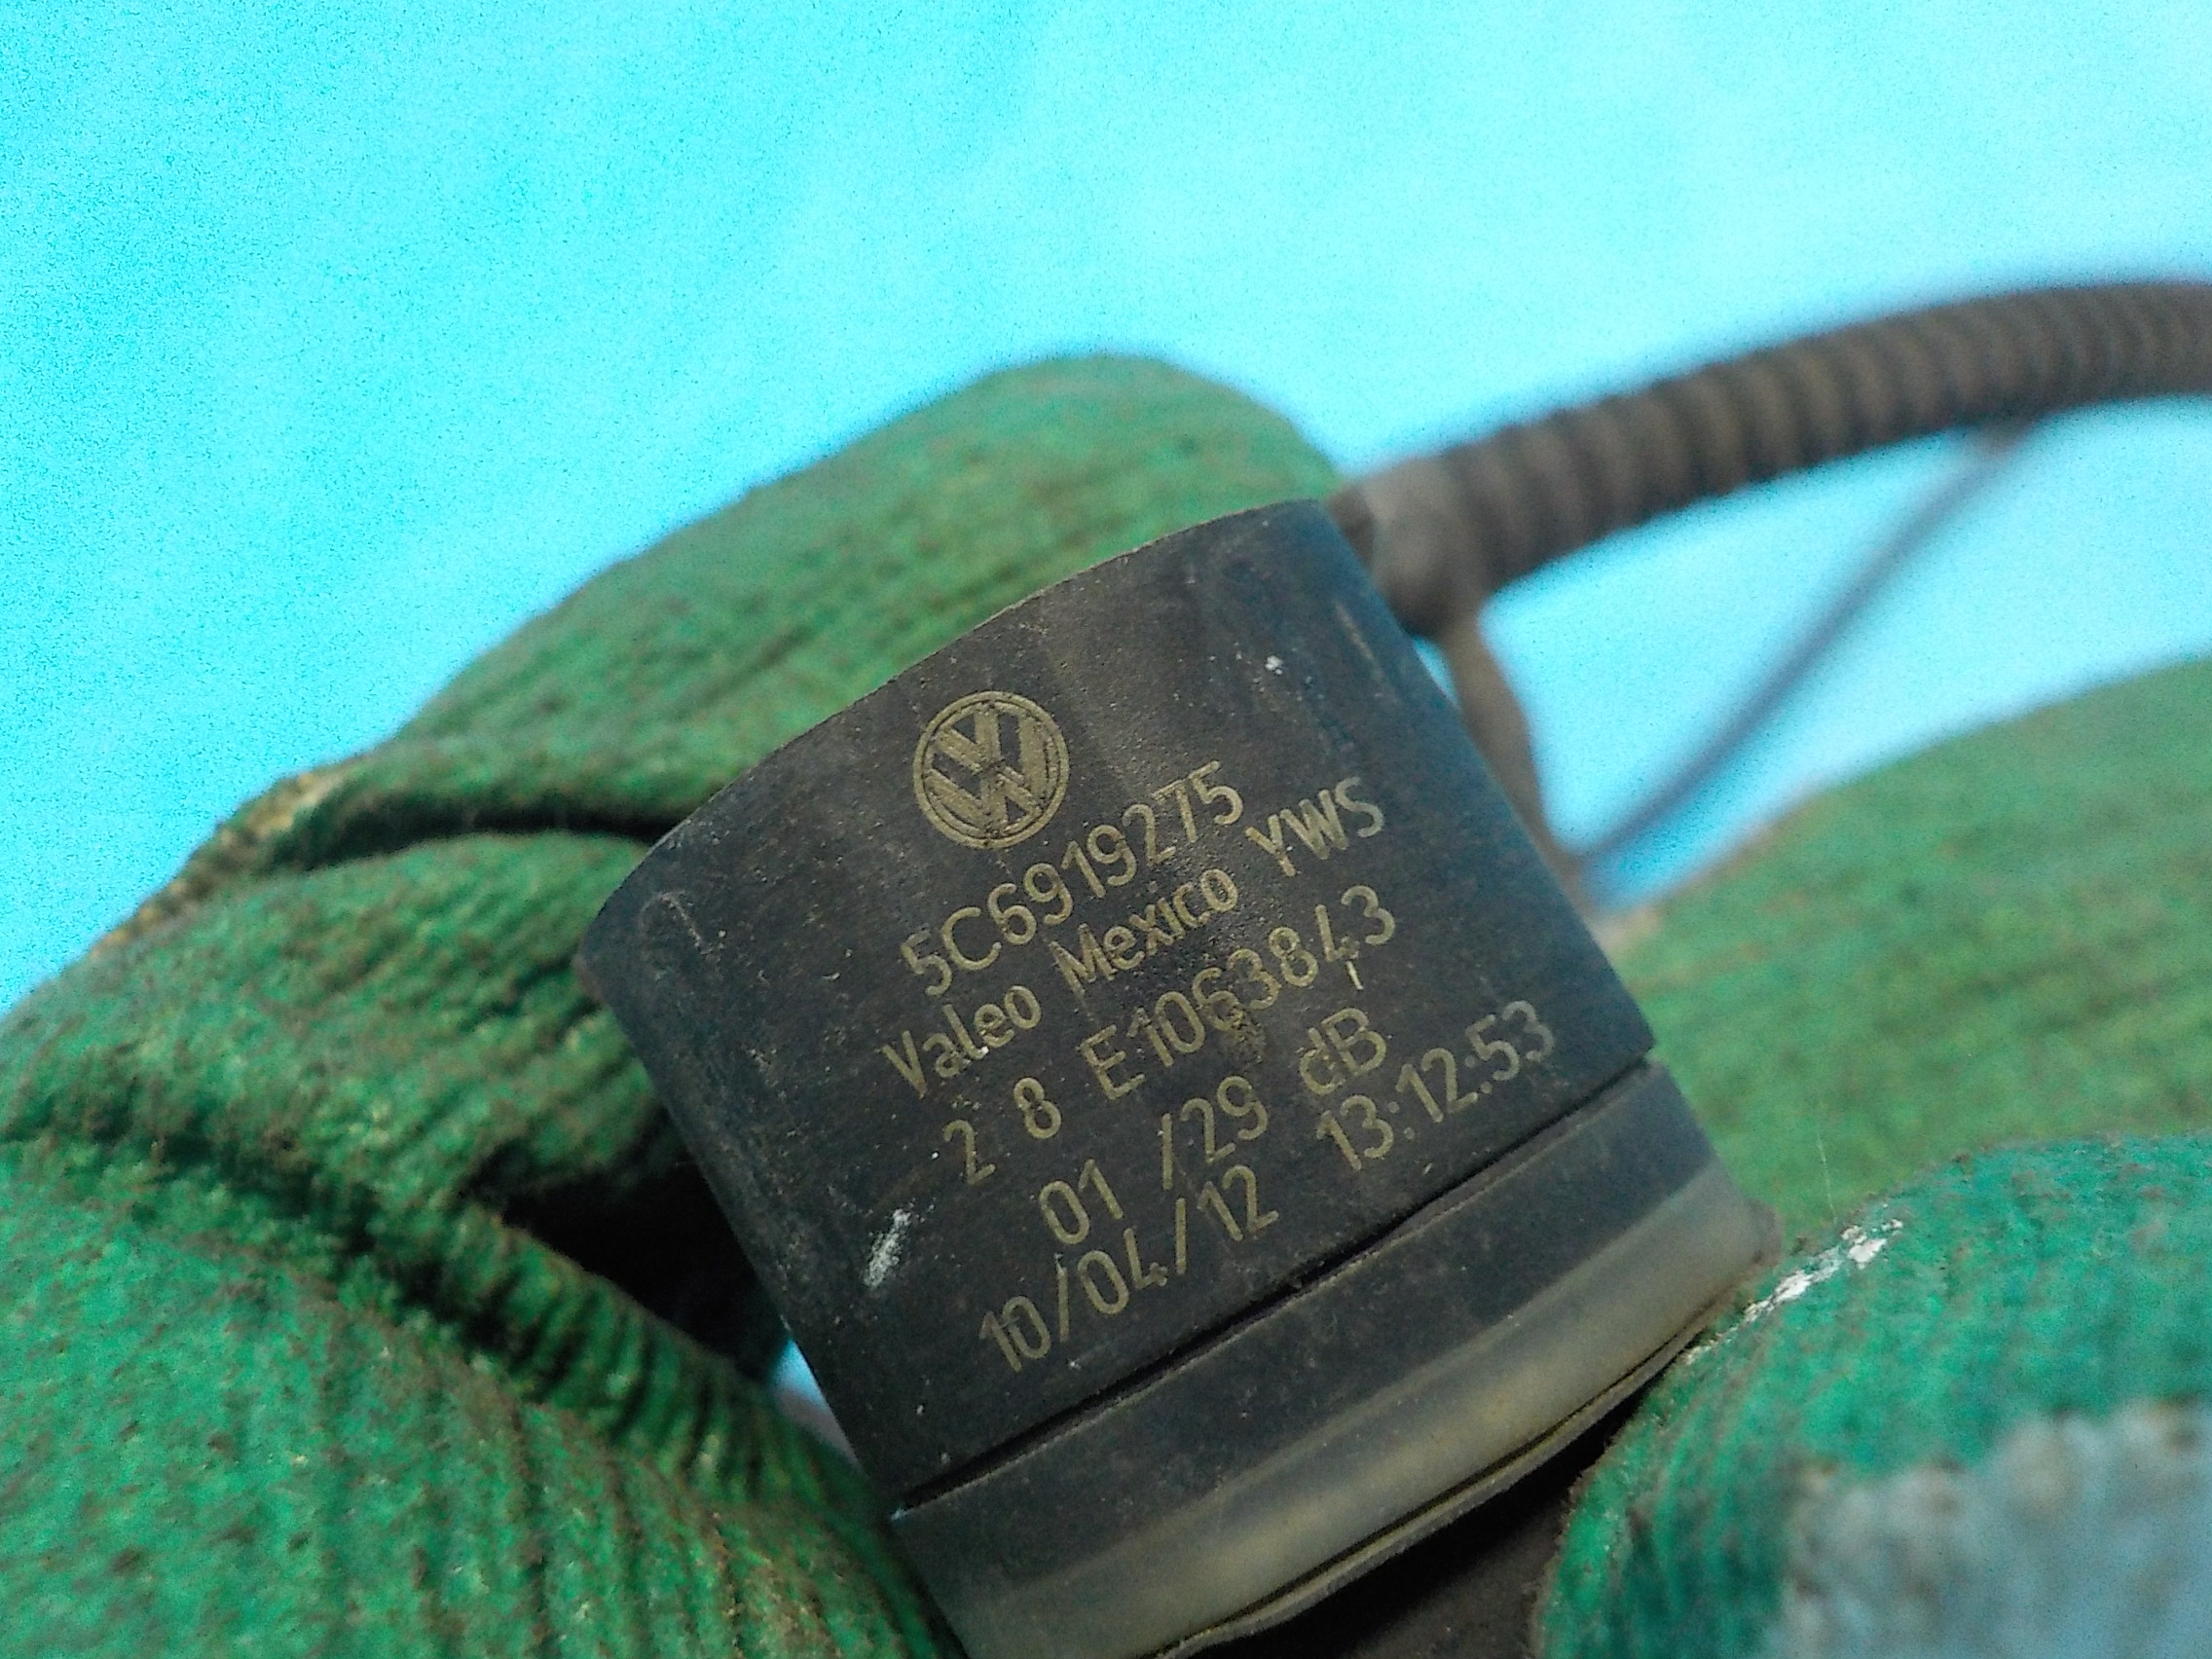 5C6919275
Valeo Mexico YWS
2 8 E1063843
01 /29 dB
10/04/12 13:12:53